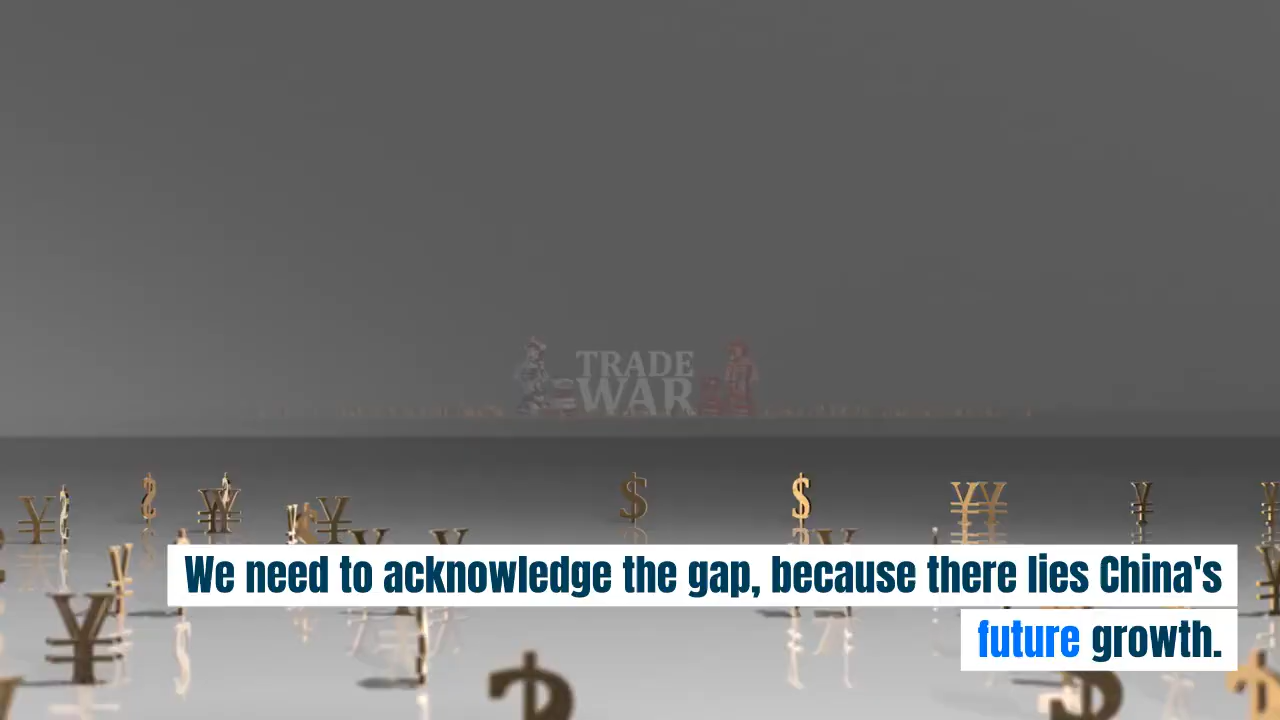 TRADE
WAR
We need to acknowledge the gap, because there lies China's
future growth.